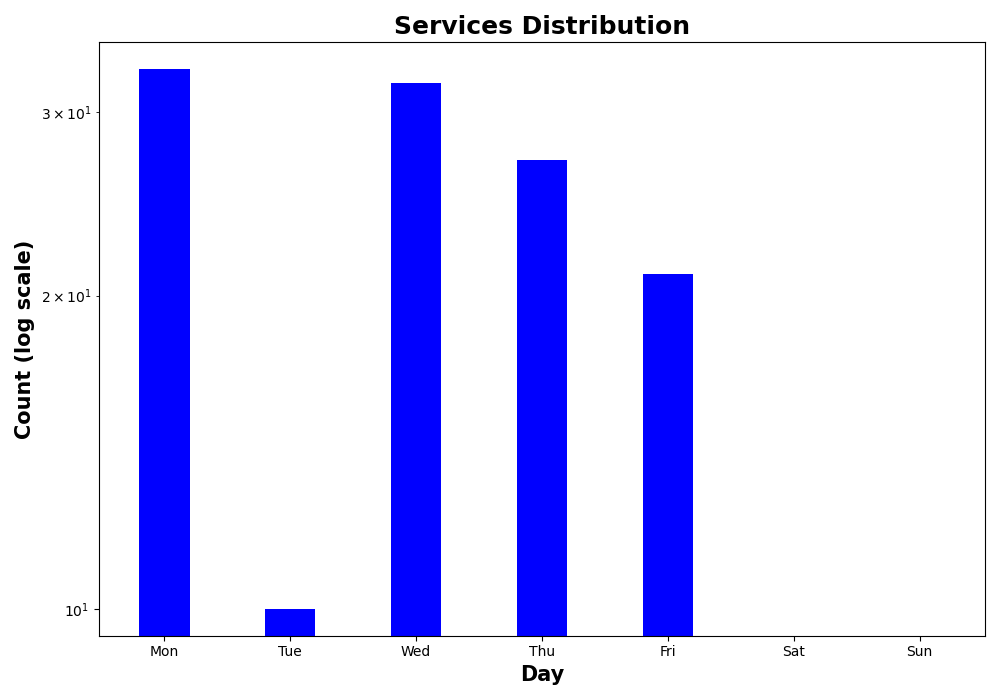 Services Distribution
Count (log scale)
3 × 10¹
2 × 10¹
10¹
Mon Tue Wed Thu Fri Sat Sun
Day